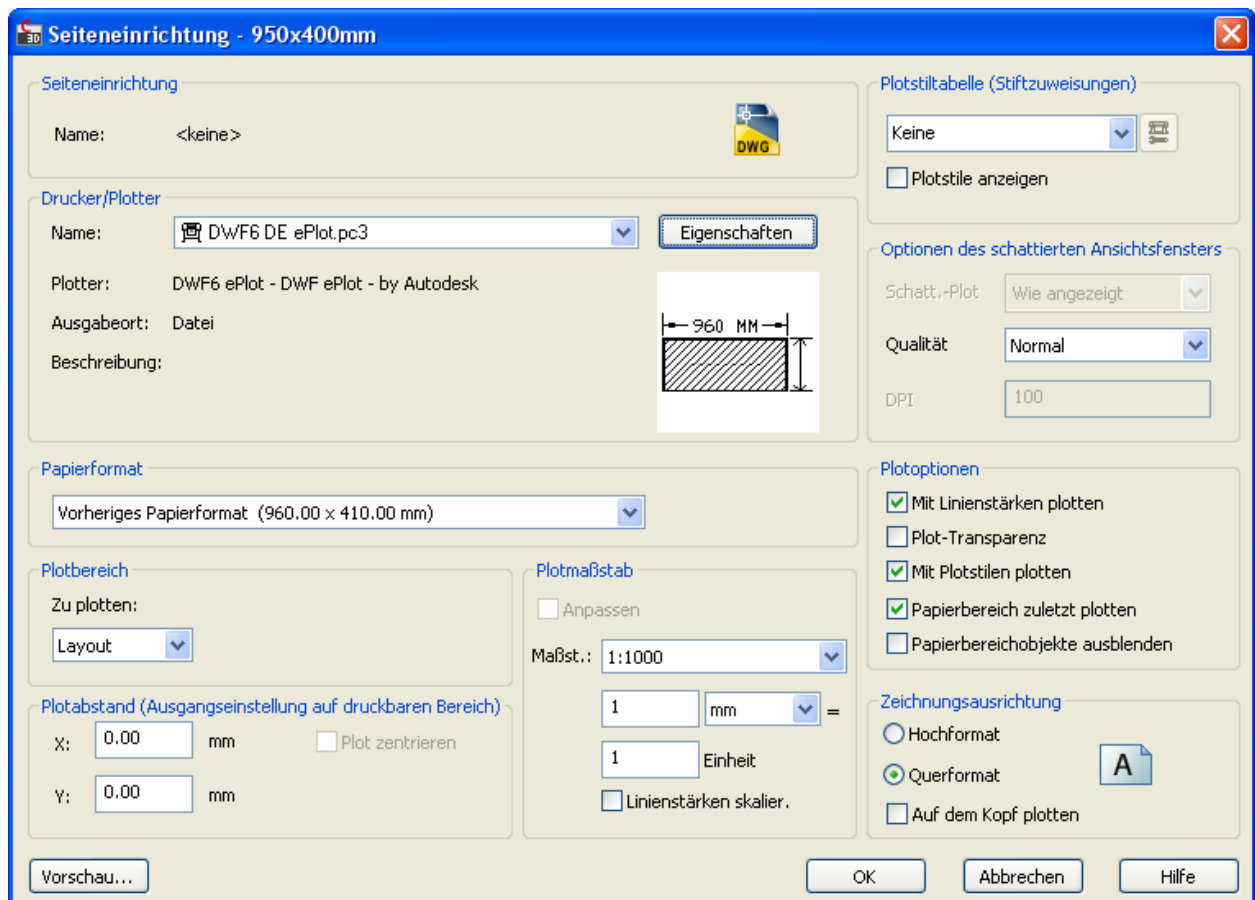 Seiteneinrichtung - 950x400mm
Seiteneinrichtung
Name: <keine>
DWG
Drucker/Plotter
Name: DWF6 DE ePlot.pc3 Eigenschaften
Plotter: DWF6 ePlot - DWF ePlot - by Autodesk
Ausgabeort: Datei
Beschreibung:
960 MM
Papierformat
Vorheriges Papierformat (960.00 x 410.00 mm)
Plotbereich
Zu plotten:
Layout
Plotabstand (Ausgangseinstellung auf druckbaren Bereich)
X: 0.00 mm Plot zentrieren
Y: 0.00 mm
Plotmaßstab
Anpassen
Maßst.: 1:1000
1 mm =
1 Einheit
Linienstärken skalier.
Plotstiltabelle (Stiftzuweisungen)
Keine
Plotstile anzeigen
Optionen des schattierten Ansichtsfensters
Schatt.-Plot Wie angezeigt
Qualität Normal
DPI 100
Plotoptionen
Mit Linienstärken plotten
Plot-Transparenz
Mit Plotstilen plotten
Papierbereich zuletzt plotten
Papierbereichobjekte ausblenden
Zeichnungsausrichtung
Hochformat
Querformat
A
Auf dem Kopf plotten
Vorschau... OK Abbrechen Hilfe